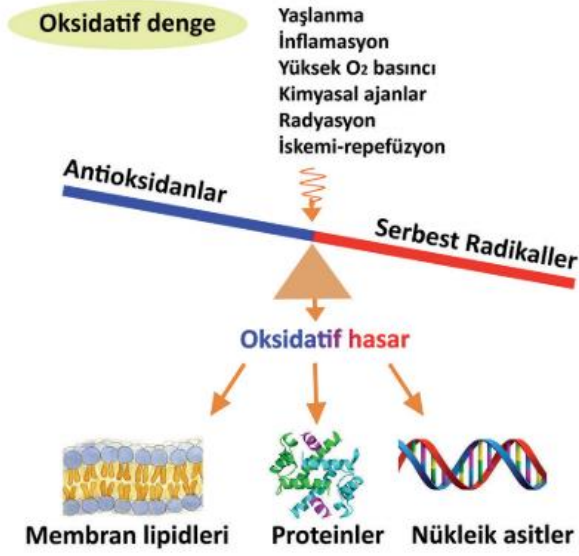 Oksidatif denge
Yaşlanma
İnflamasyon
Yüksek O₂ basıncı
Kimyasal ajanlar
Radyasyon
İskemi-repefüzyon
Antioksidanlar
Serbest Radikaller
Oksidatif hasar
Membran lipidleri
Proteinler
Nükleik asitler